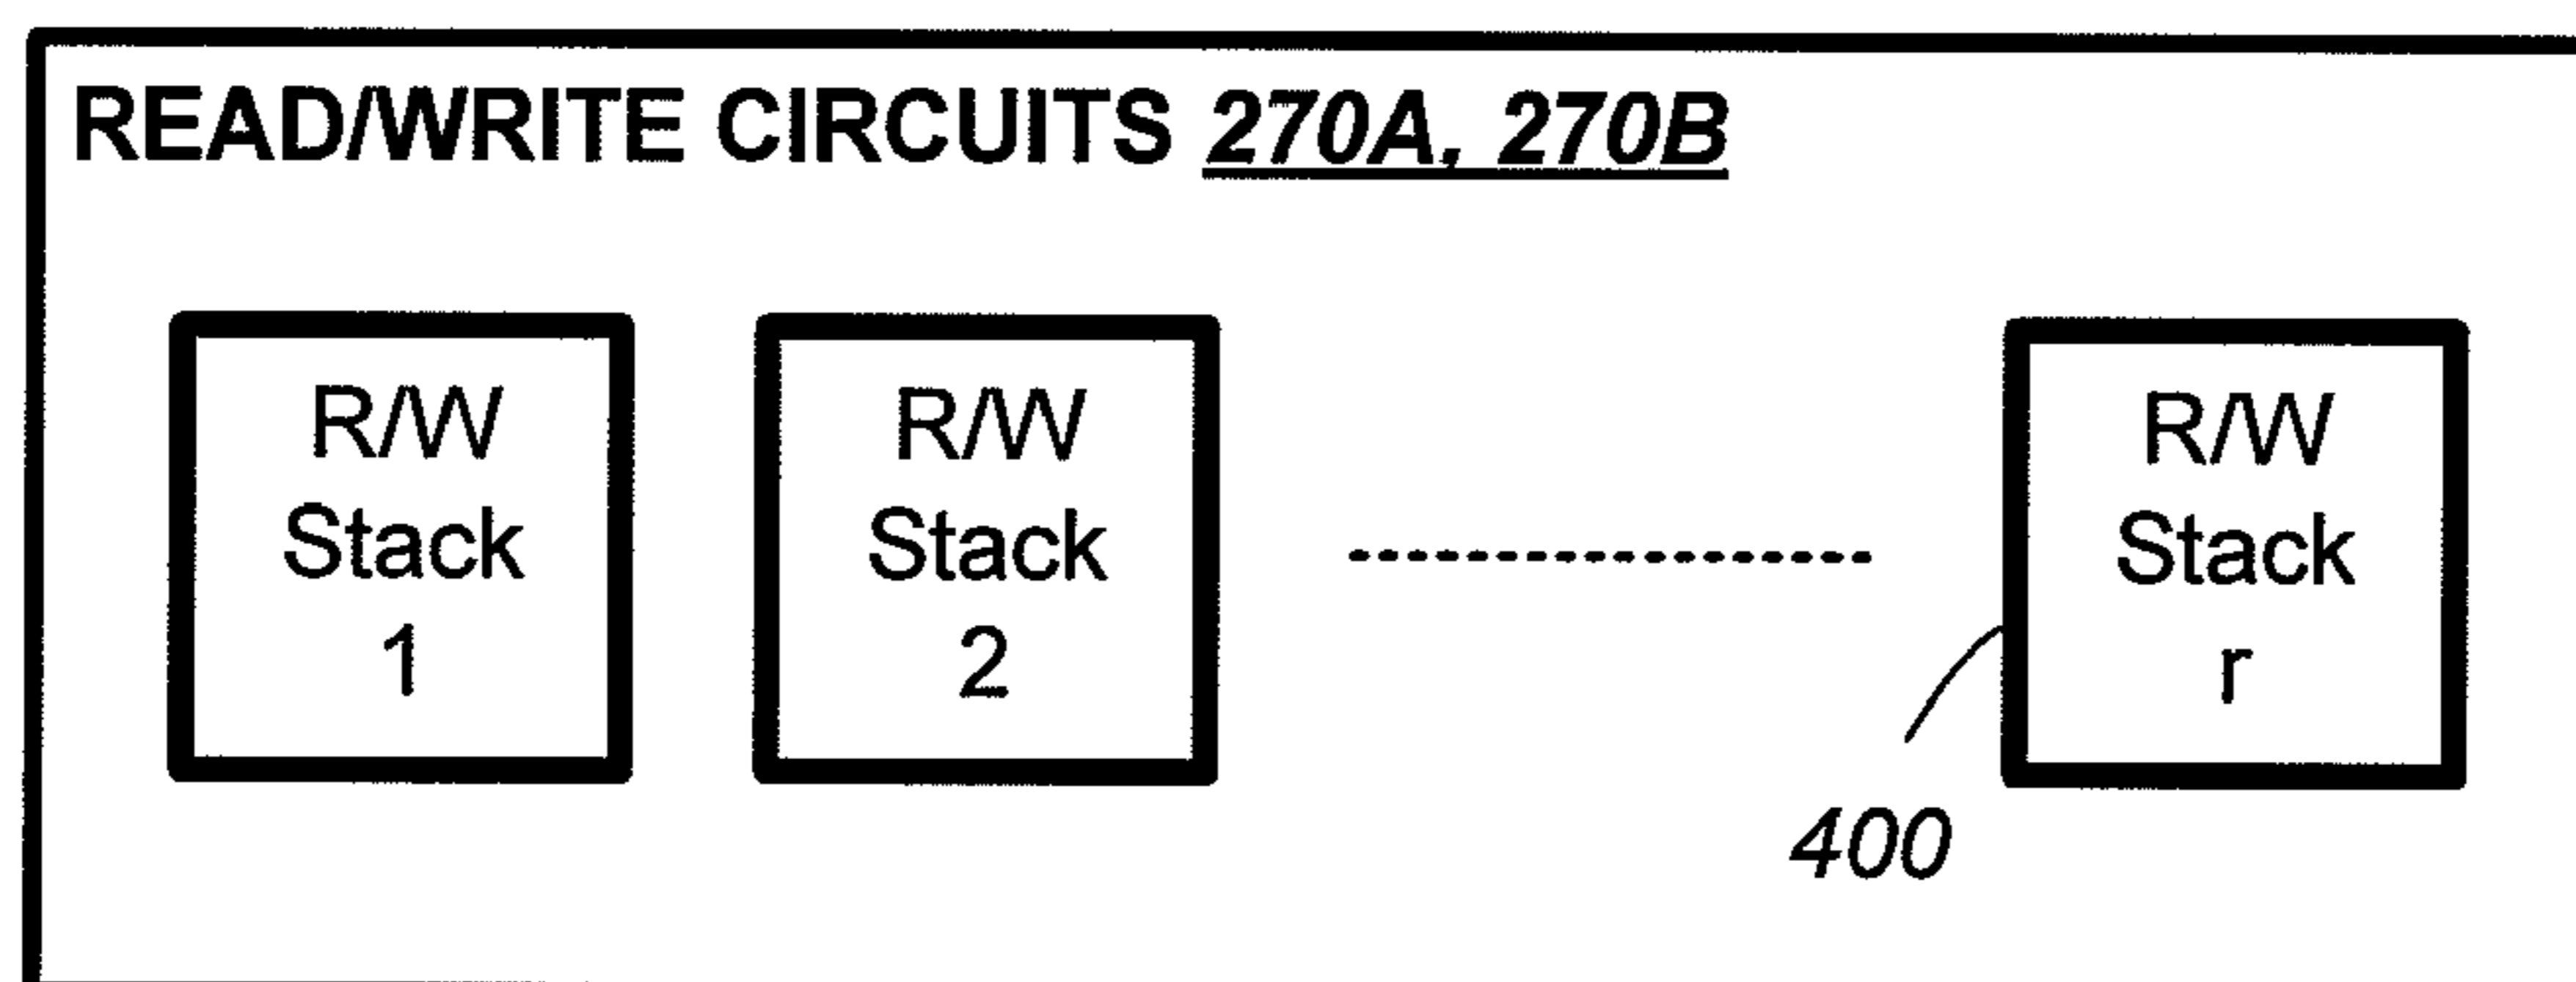 READ/WRITE CIRCUITS 270A, 270B
R/W
Stack
1
R/W
Stack
2
R/W
Stack
r
400